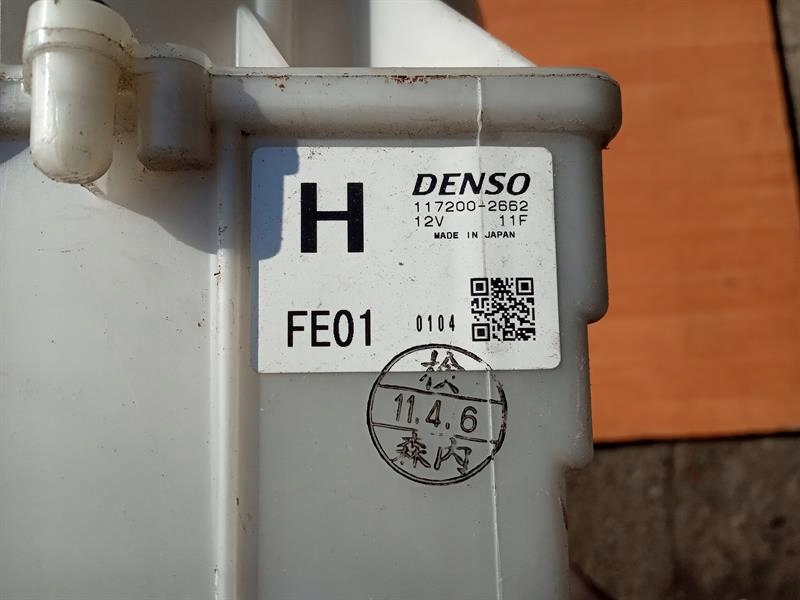 H
DENSO
117200-2662
12V 11F
MADE IN JAPAN
FE01 0104
検
11.4.6
森内